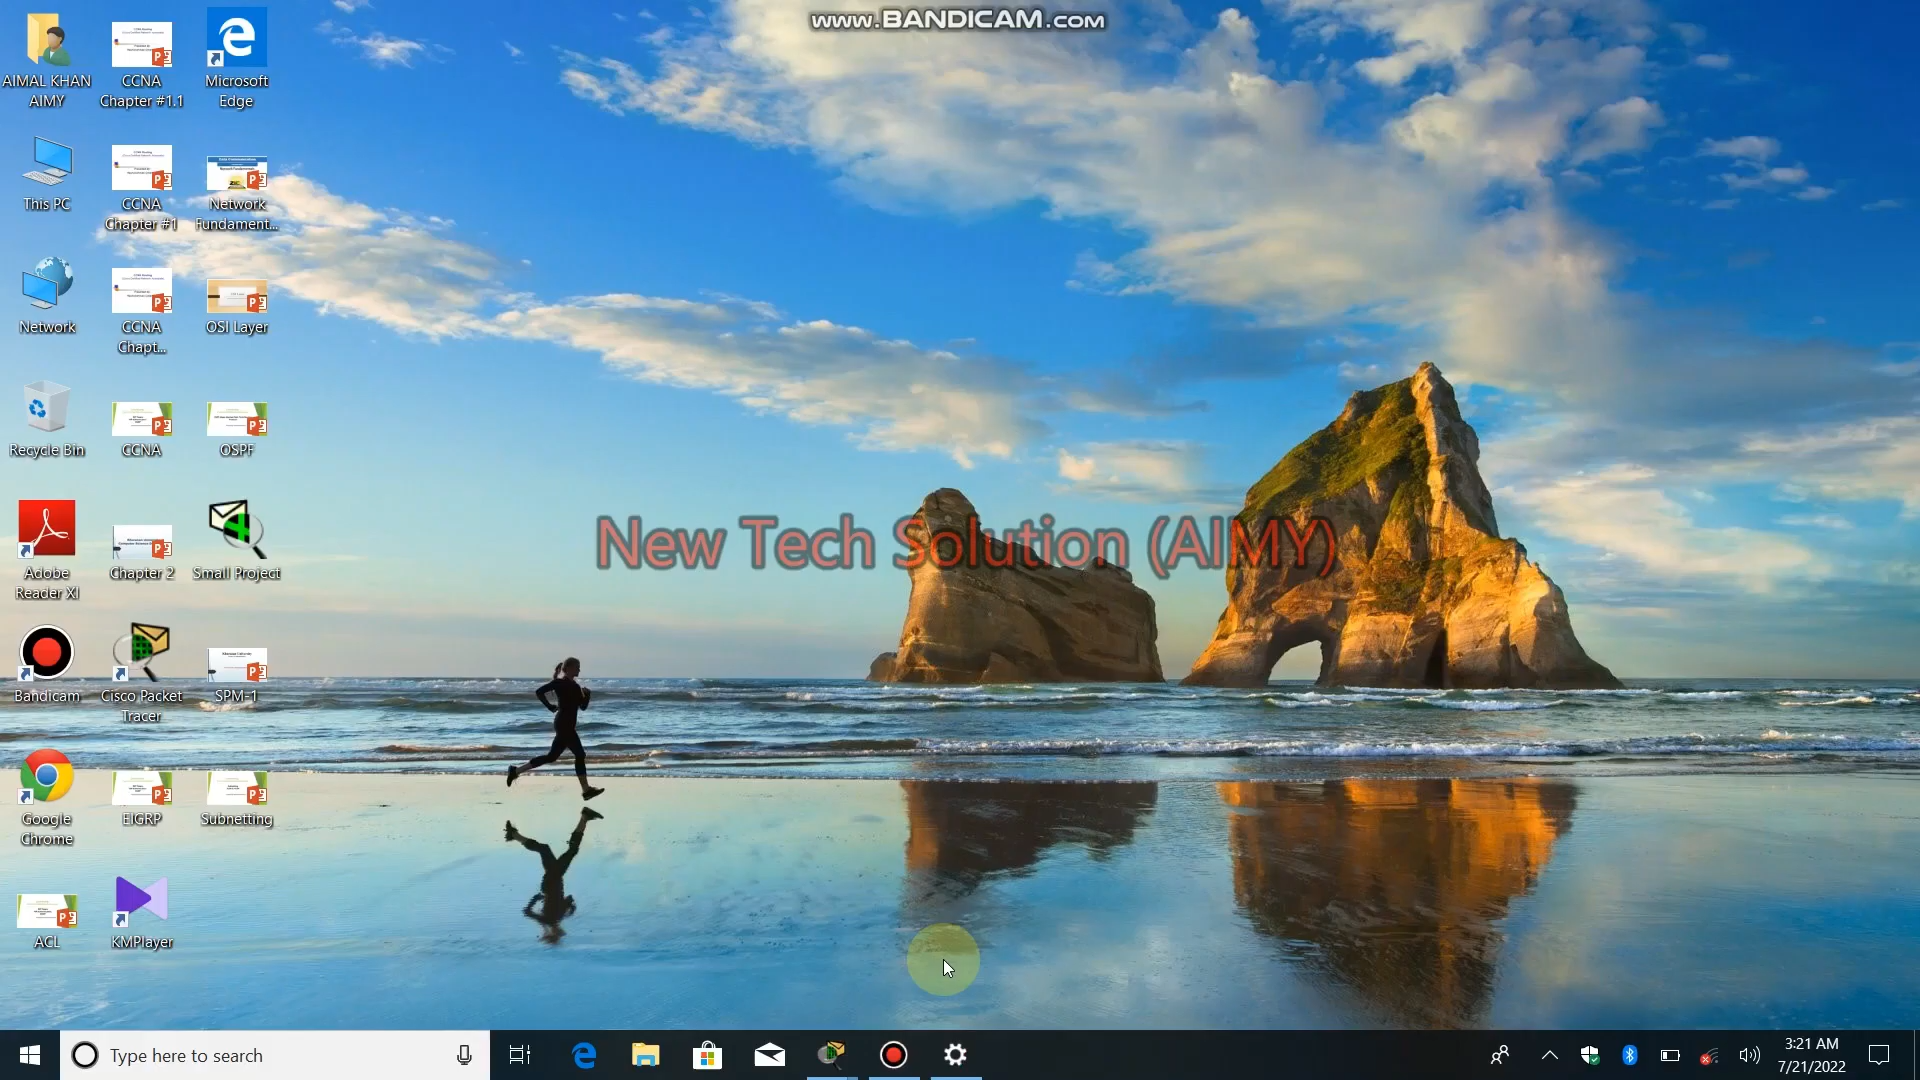 www.BANDICAM.com
AIMAL KHAN
AIMY
CCNA
Chapter #1.1
Microsoft
Edge
This PC
CCNA
Chapter #1
Network
Fundament...
Network
CCNA
Chapt...
OSI Layer
Recycle Bin
CCNA
OSPF
New Tech Solution (AIMY)
Adobe
Reader XI
Chapter 2
Small Project
Bandicam
Cisco Packet
Tracer
SPM-1
Google
Chrome
EIGRP
Subnetting
ACL
KMPlayer
Type here to search
3:21 AM
7/21/2022